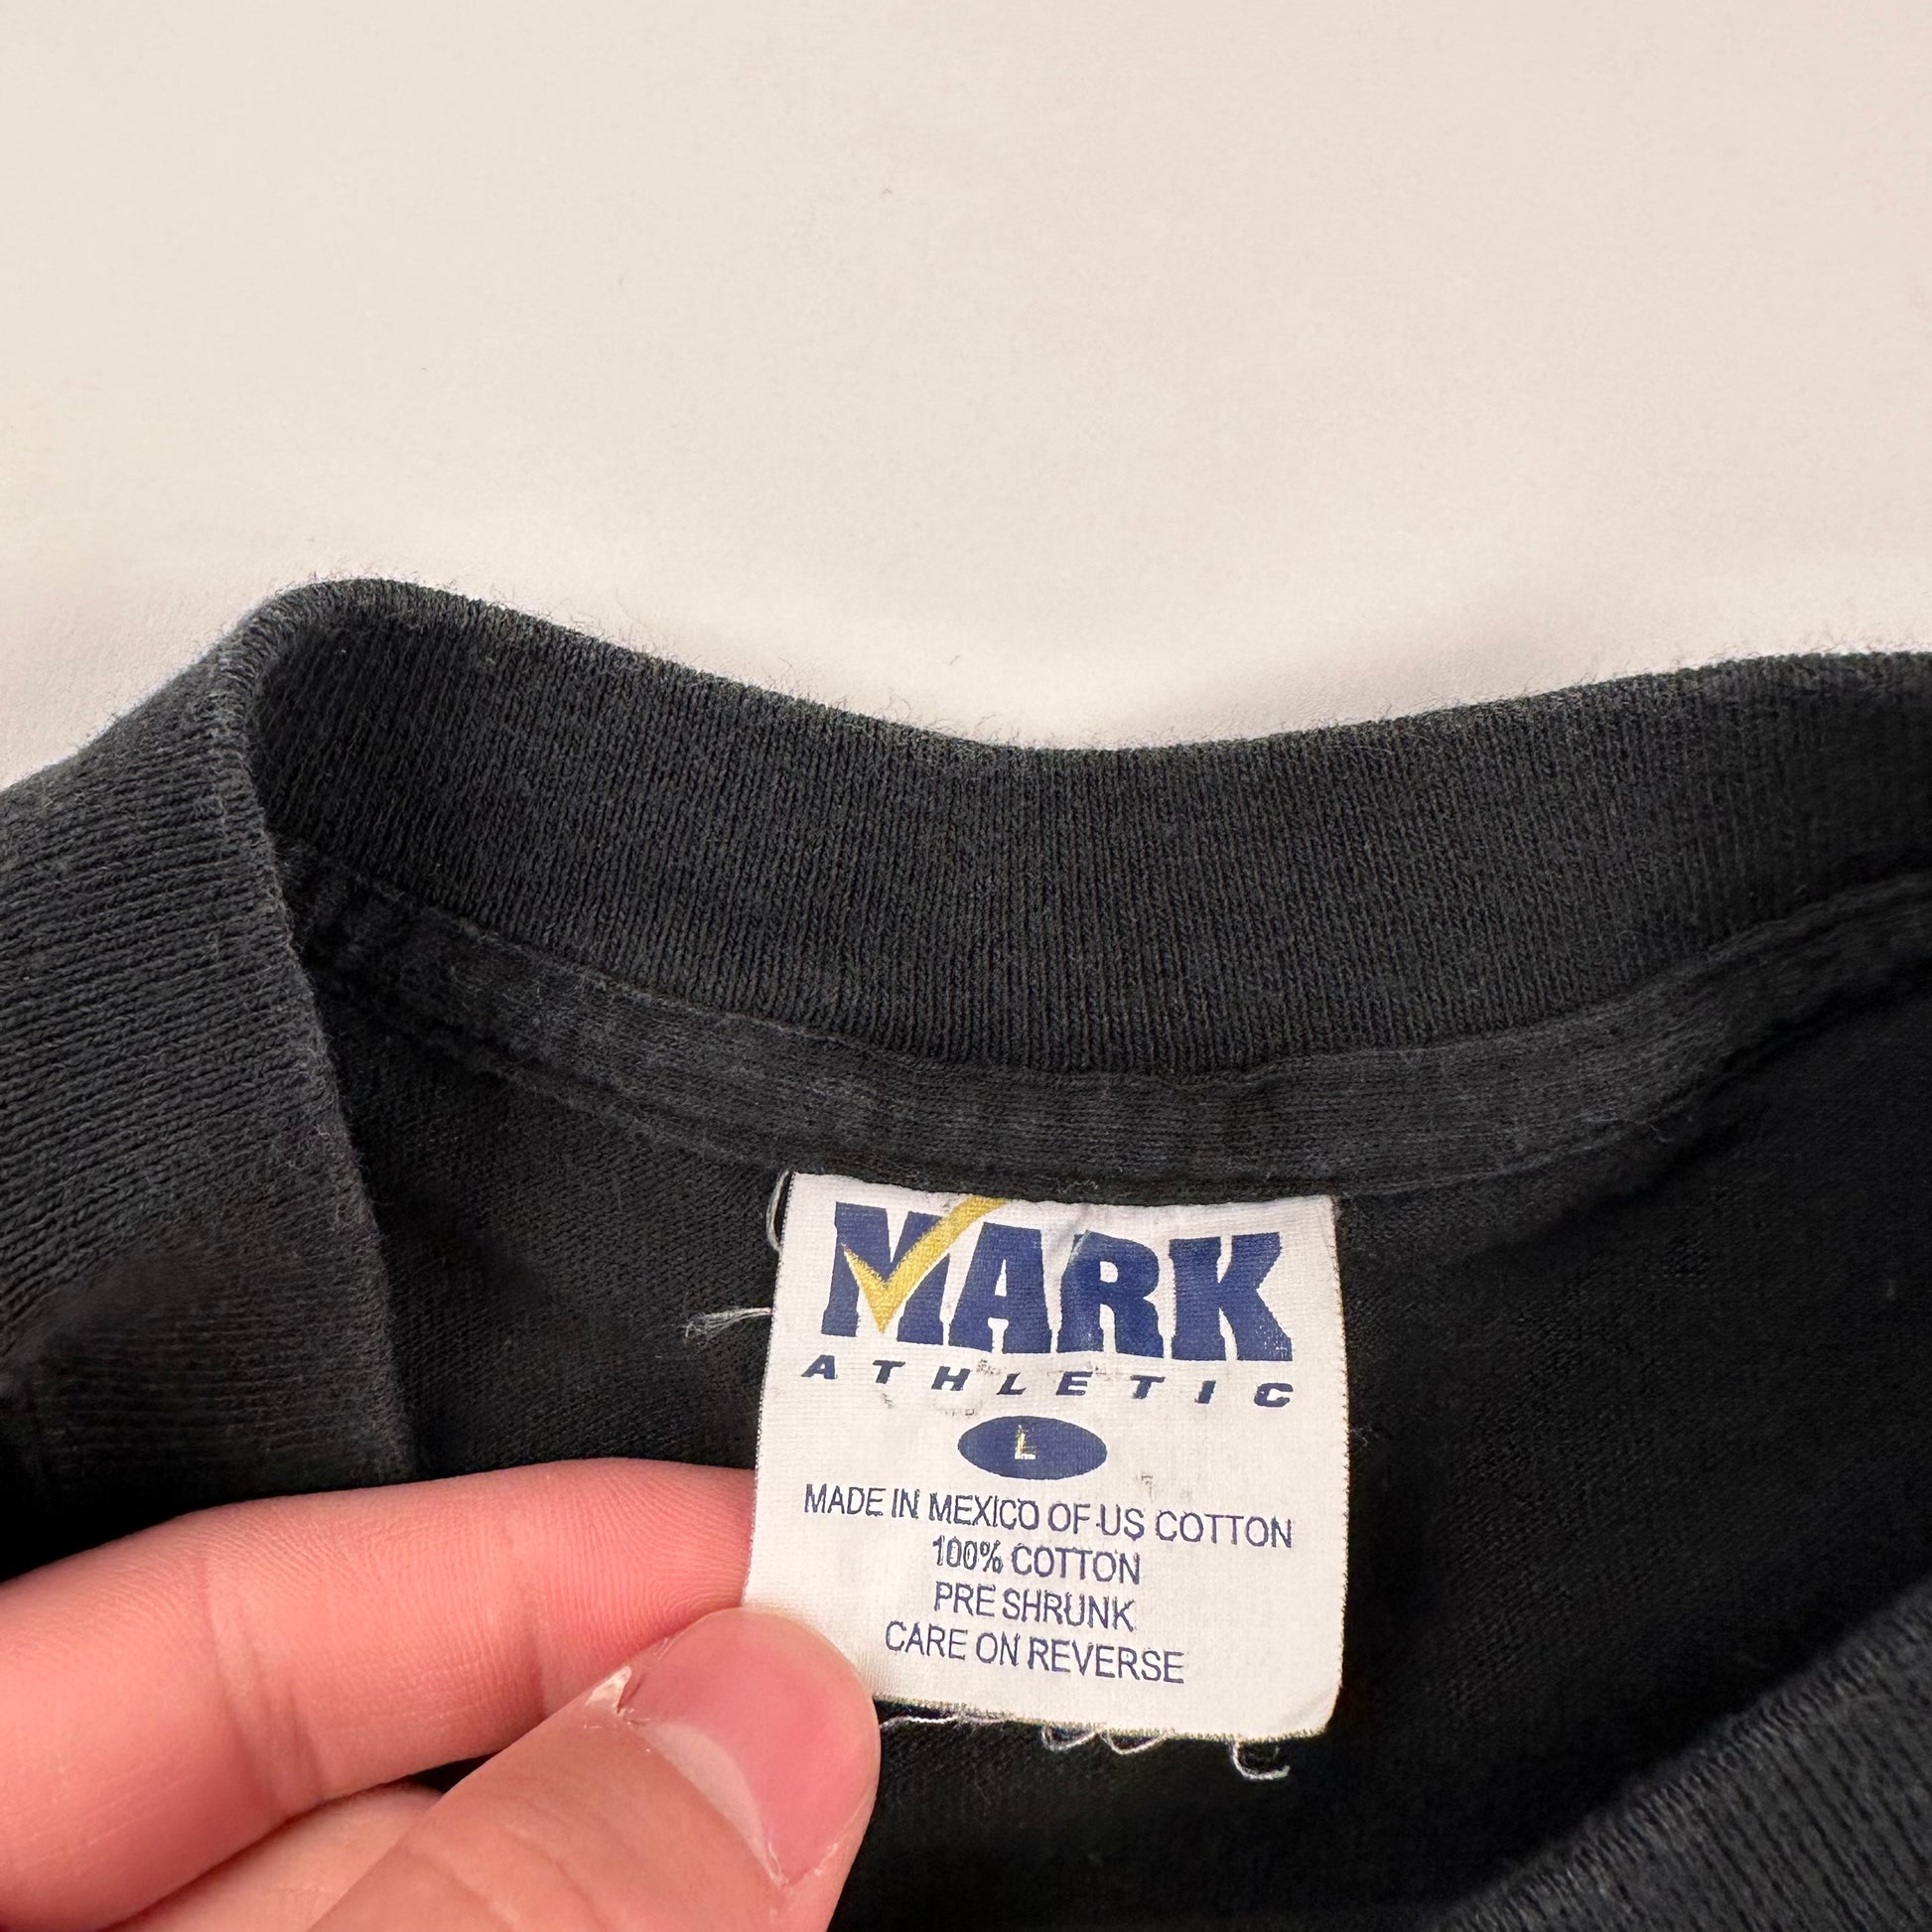 MARK
ATHLETIC
L
MADE IN MEXICO OF US COTTON
100% COTTON
PRE SHRUNK
CARE ON REVERSE